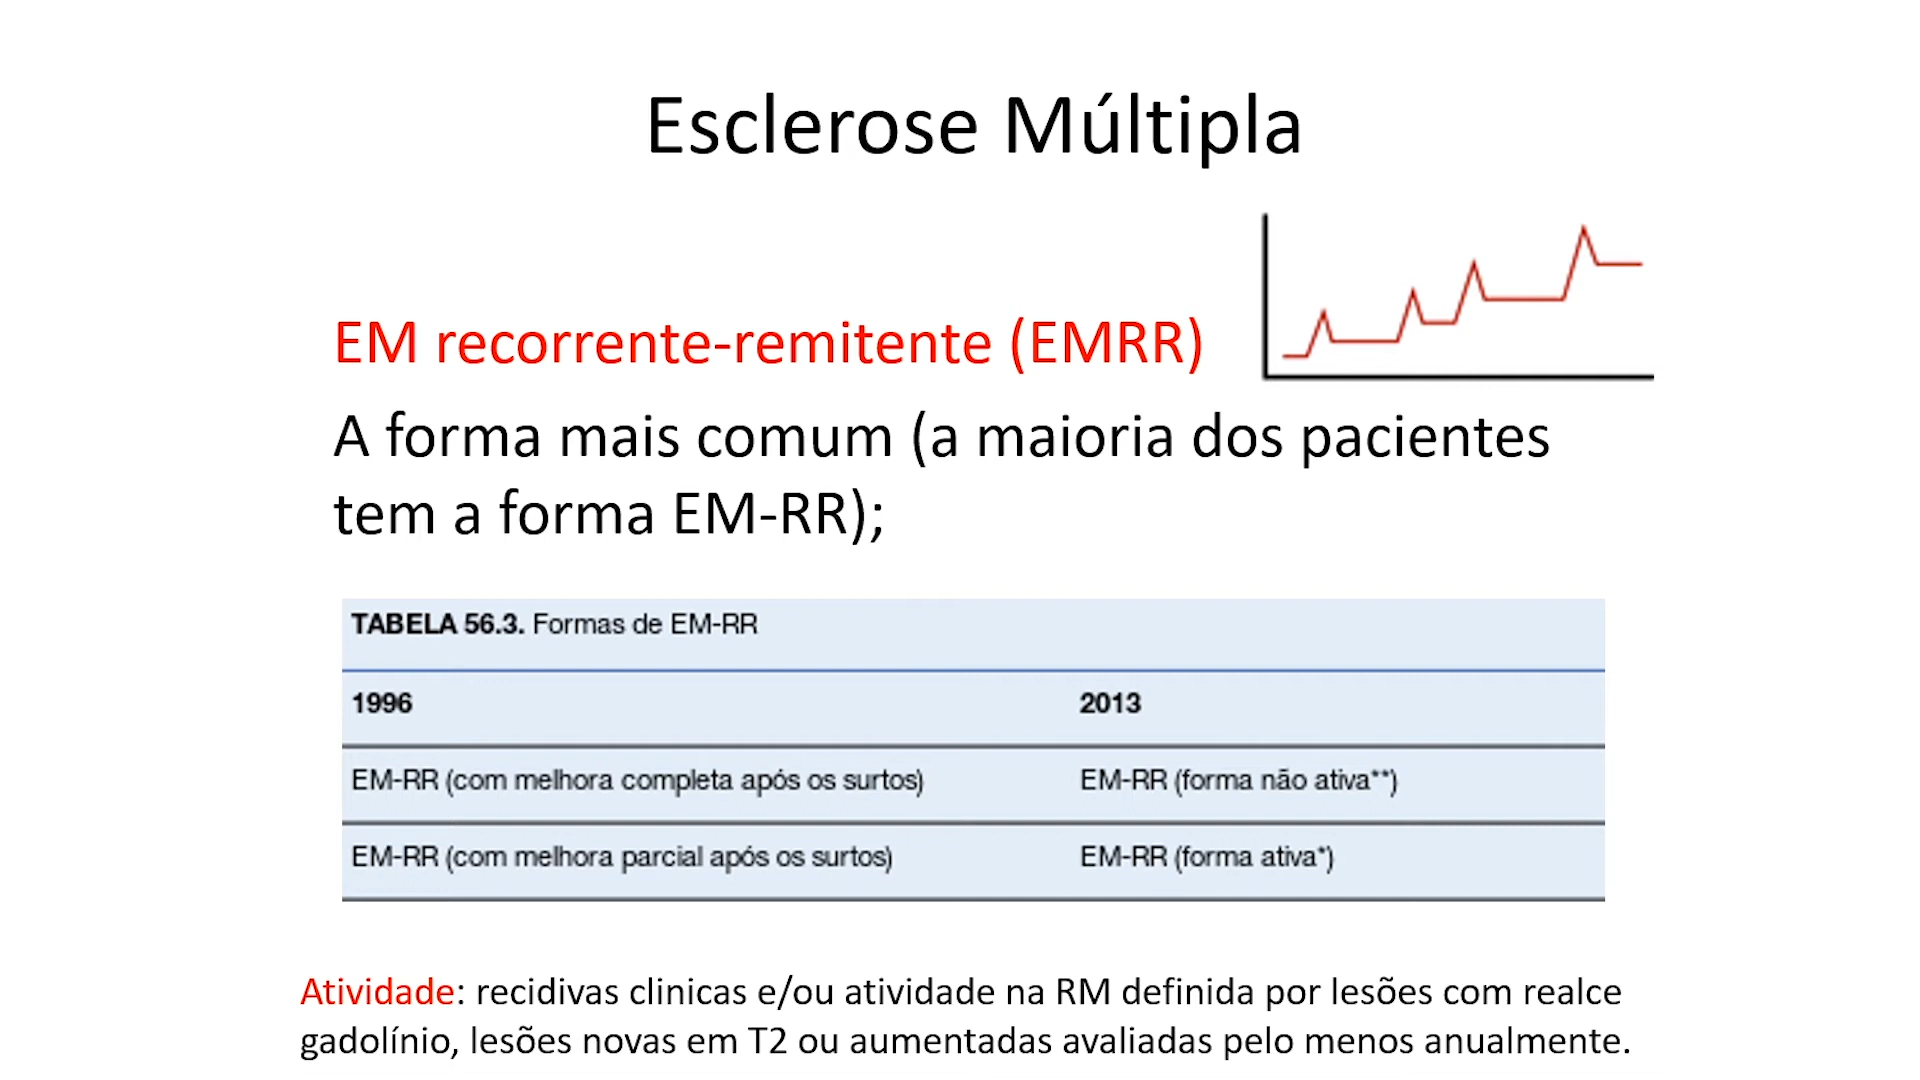 Esclerose Múltipla
EM recorrente-remitente (EMRR)
A forma mais comum (a maioria dos pacientes
tem a forma EM-RR);
TABELA 56.3. Formas de EM-RR
1996 2013
EM-RR (com melhora completa após os surtos) EM-RR (forma não ativa**)
EM-RR (com melhora parcial após os surtos) EM-RR (forma ativa*)
Atividade: recidivas clinicas e/ou atividade na RM definida por lesões com realce
gadolínio, lesões novas em T2 ou aumentadas avaliadas pelo menos anualmente.